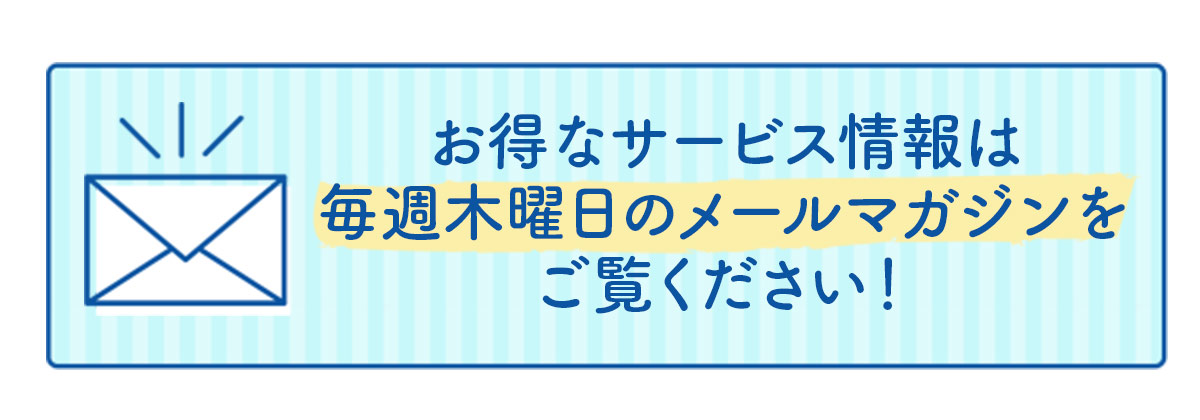 お得なサービス情報は
毎週木曜日のメールマガジンを
ご覧ください！